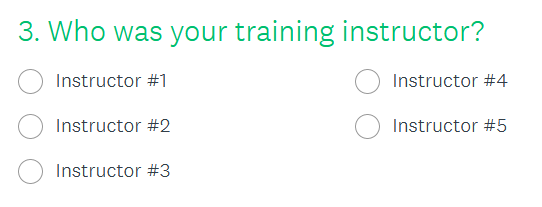 3. Who was your training instructor?
Instructor #1
Instructor #2
Instructor #3
Instructor #4
Instructor #5